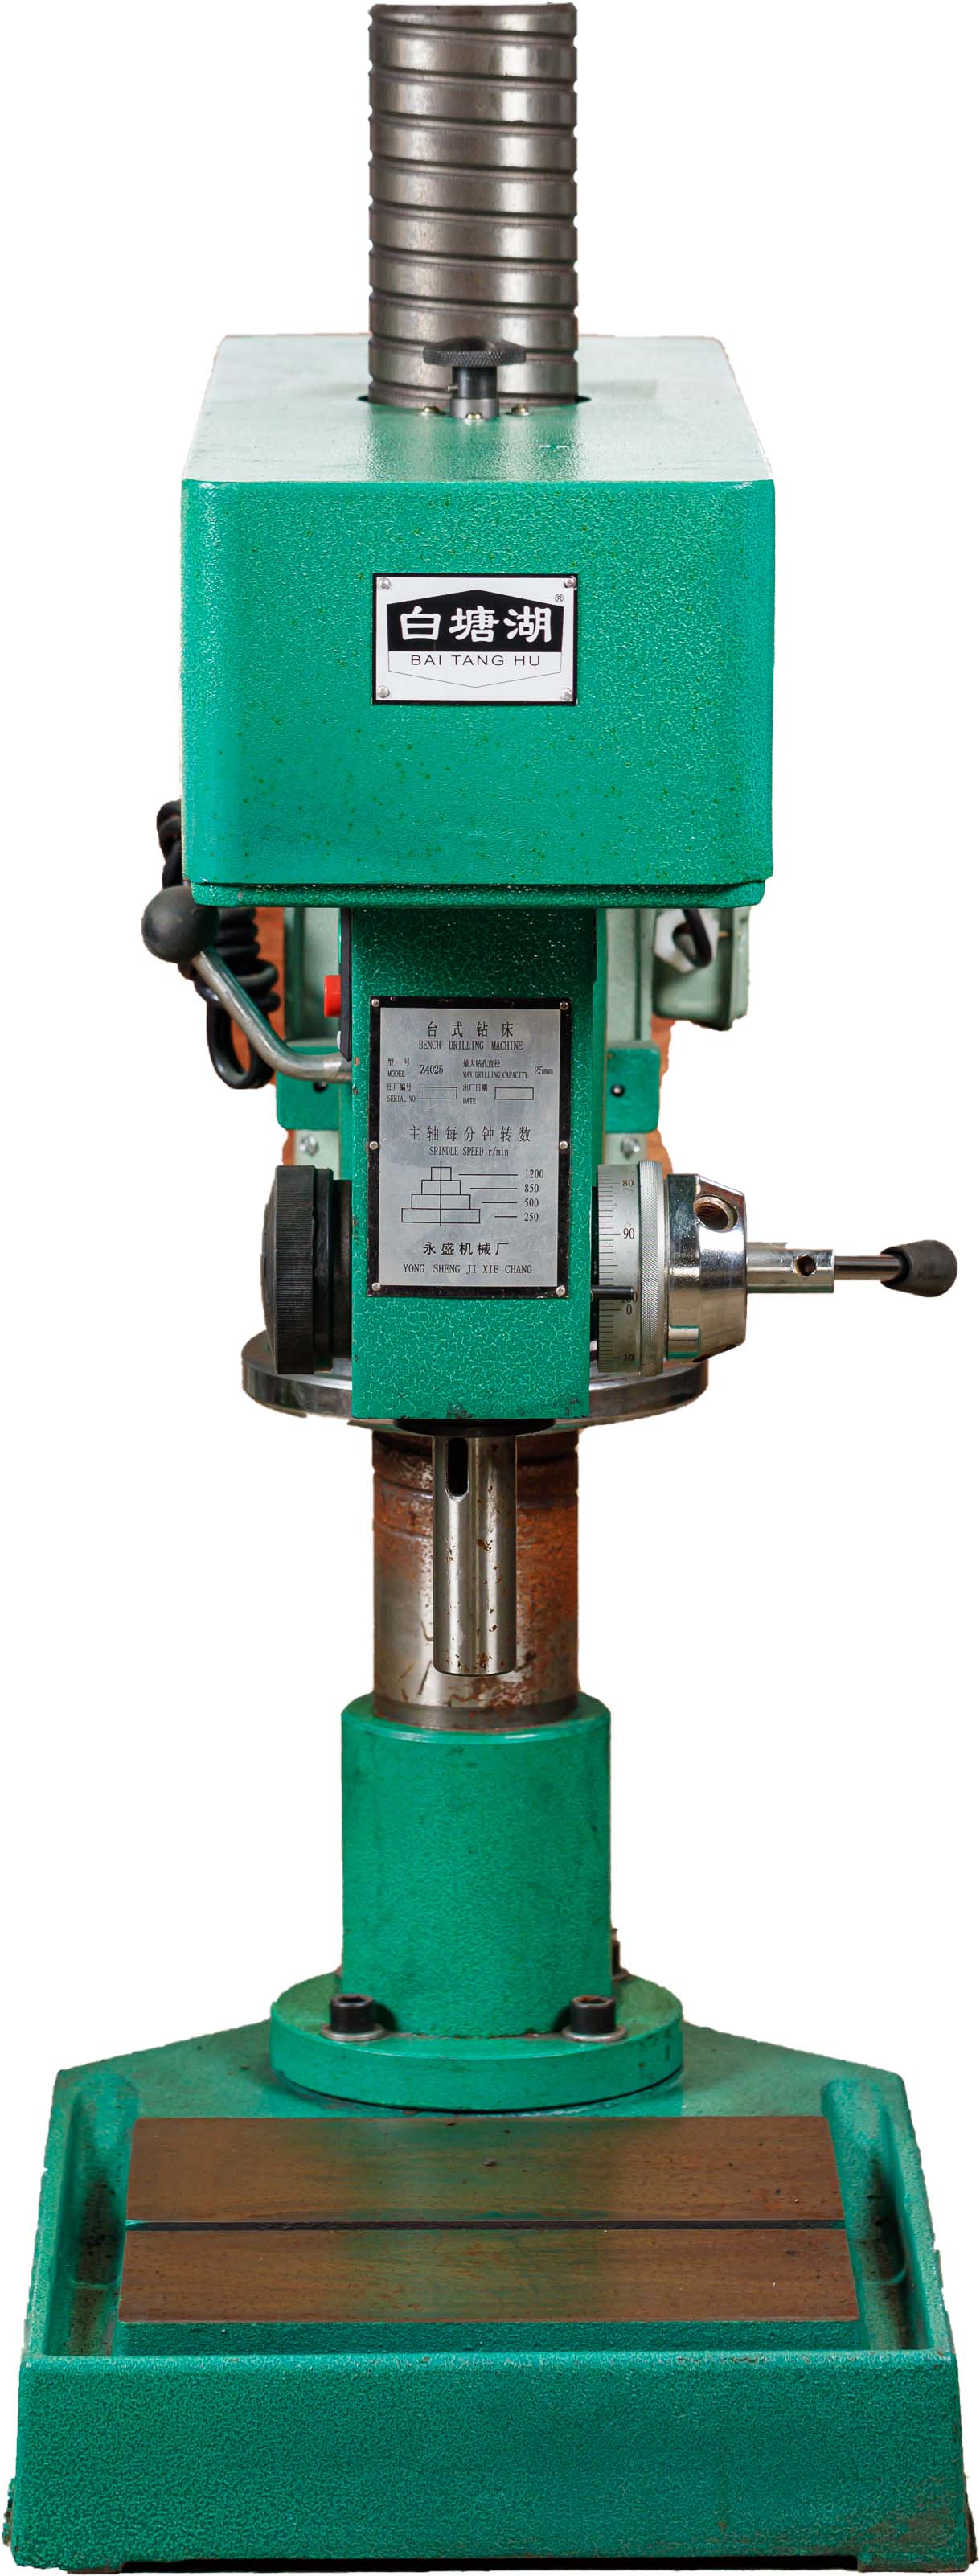 白塘湖®
BAI TANG HU
台式钻床
BENCH DRILLING MACHINE
型号 Z4025 最大钻孔直径 25mm
MODEL MAX DRILLING CAPACITY
出厂编号 出厂日期
SERIAL NO DATE
主轴每分钟转数
SPINDLE SPEED r/min
1200
850
500
250
永盛机械厂
YONG SHENG JI XIE CHANG
80
90
0
10